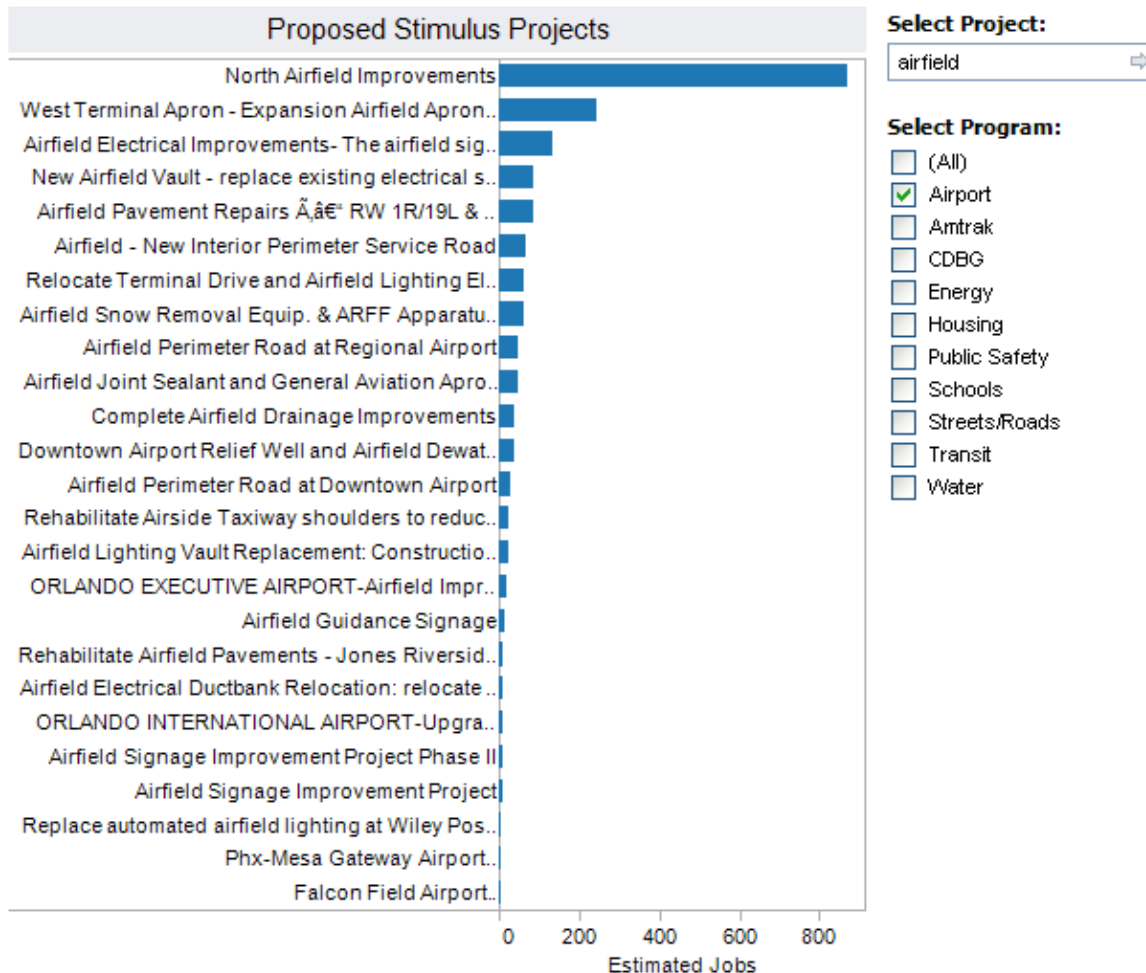 Proposed Stimulus Projects
North Airfield Improvements
West Terminal Apron - Expansion Airfield Apron..
Airfield Electrical Improvements- The airfield sig..
New Airfield Vault - replace existing electrical s..
Airfield Pavement Repairs Ã‚â€“ RW 1R/19L & ..
Airfield - New Interior Perimeter Service Road
Relocate Terminal Drive and Airfield Lighting El..
Airfield Snow Removal Equip. & ARFF Apparatu..
Airfield Perimeter Road at Regional Airport
Airfield Joint Sealant and General Aviation Apro..
Complete Airfield Drainage Improvements
Downtown Airport Relief Well and Airfield Dewat..
Airfield Perimeter Road at Downtown Airport
Rehabilitate Airside Taxiway shoulders to reduc..
Airfield Lighting Vault Replacement: Constructio..
ORLANDO EXECUTIVE AIRPORT-Airfield Impr..
Airfield Guidance Signage
Rehabilitate Airfield Pavements - Jones Riversid..
Airfield Electrical Ductbank Relocation: relocate ..
ORLANDO INTERNATIONAL AIRPORT-Upgra..
Airfield Signage Improvement Project Phase II
Airfield Signage Improvement Project
Replace automated airfield lighting at Wiley Pos..
Phx-Mesa Gateway Airport..
Falcon Field Airport..
0 200 400 600 800
Estimated Jobs
Select Project:
airfield
Select Program:
(All)
Airport
Amtrak
CDBG
Energy
Housing
Public Safety
Schools
Streets/Roads
Transit
Water